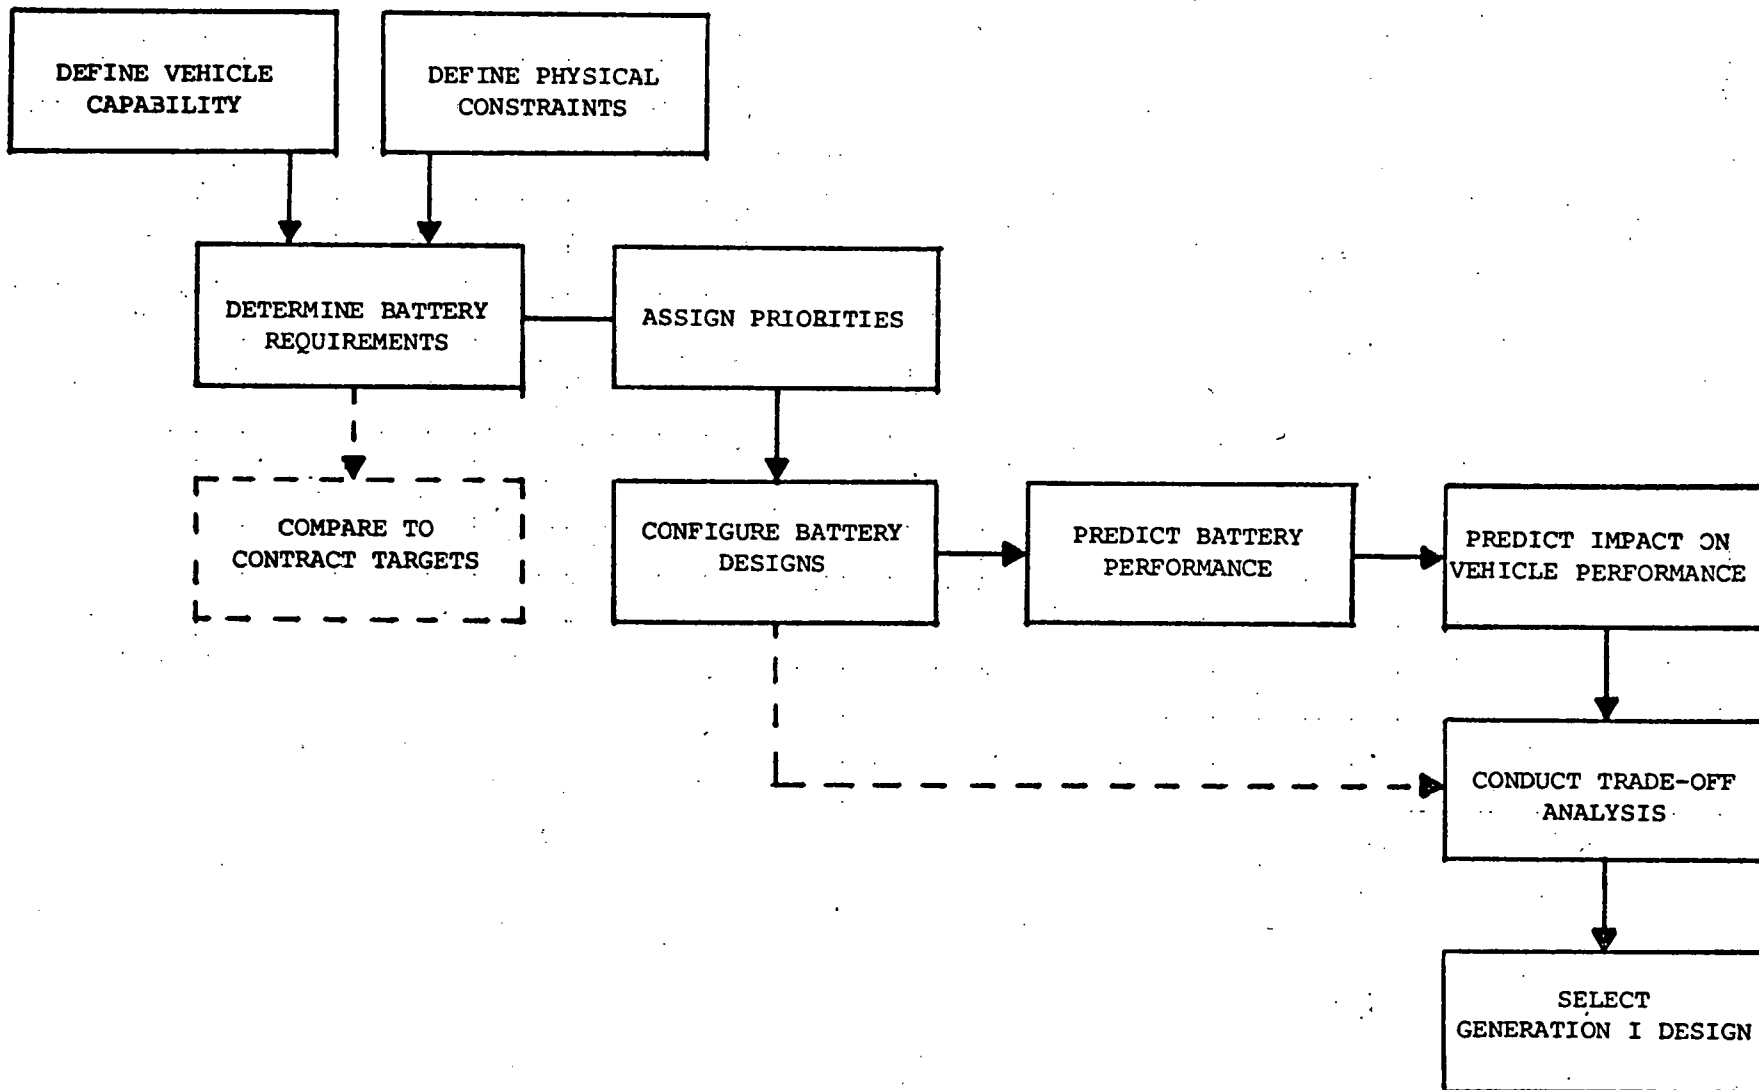 DEFINE VEHICLE
CAPABILITY
DEFINE PHYSICAL
CONSTRAINTS
DETERMINE BATTERY
REQUIREMENTS
ASSIGN PRIORITIES
COMPARE TO
CONTRACT TARGETS
CONFIGURE BATTERY
DESIGNS
PREDICT BATTERY
PERFORMANCE
PREDICT IMPACT ON
VEHICLE PERFORMANCE
CONDUCT TRADE-OFF
ANALYSIS
SELECT
GENERATION I DESIGN